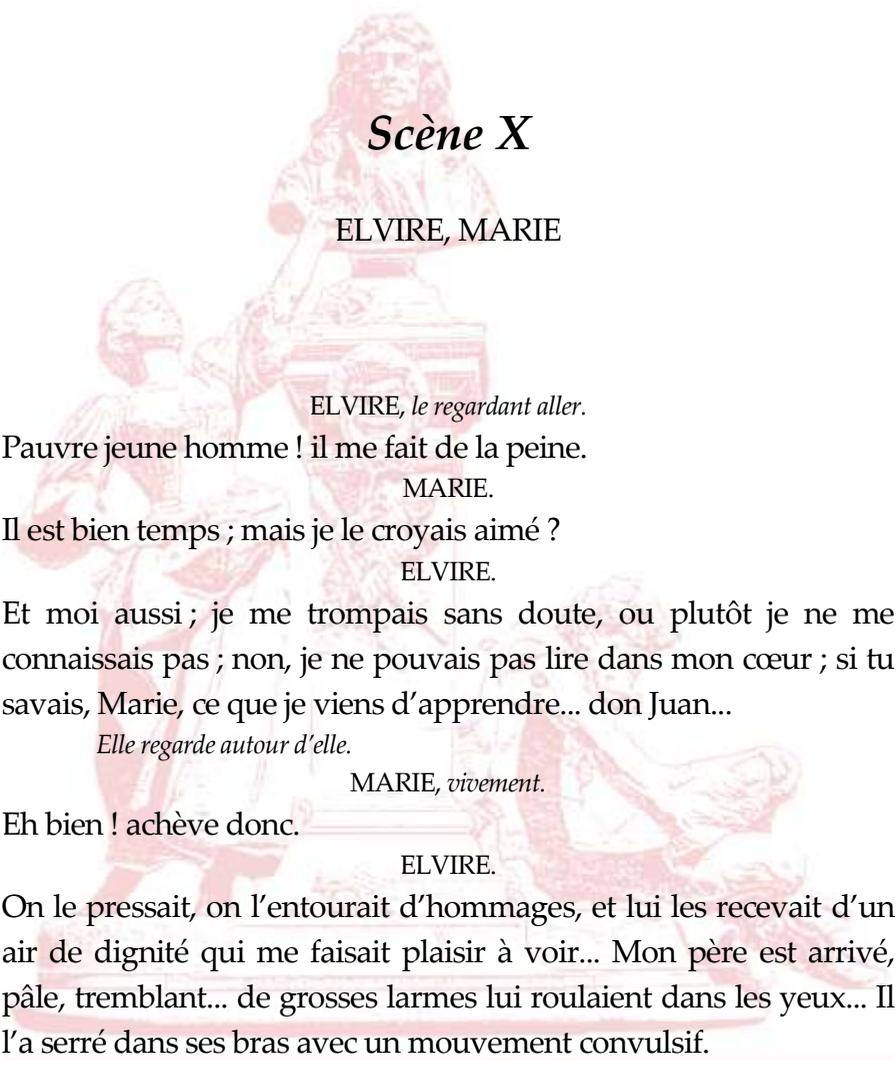 Scène X
ELVIRE, MARIE
ELVIRE, le regardant aller.
Pauvre jeune homme ! il me fait de la peine.
MARIE.
Il est bien temps ; mais je le croyais aimé ?
ELVIRE.
Et moi aussi ; je me trompais sans doute, ou plutôt je ne me
connaissais pas ; non, je ne pouvais pas lire dans mon cœur ; si tu
savais, Marie, ce que je viens d’apprendre... don Juan...
Elle regarde autour d’elle.
MARIE, vivement.
Eh bien ! achève donc.
ELVIRE.
On le pressait, on l’entourait d’hommages, et lui les recevait d’un
air de dignité qui me faisait plaisir à voir... Mon père est arrivé,
pâle, tremblant... de grosses larmes lui roulaient dans les yeux... Il
l’a serré dans ses bras avec un mouvement convulsif.